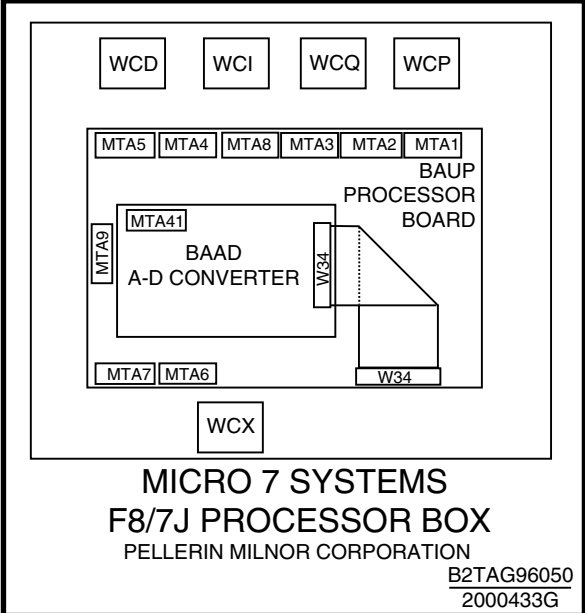 WCD WCI WCQ WCP
MTA5 MTA4 MTA8 MTA3 MTA2 MTA1
BAUP
PROCESSOR
BOARD
MTA9
MTA41
BAAD
A-D CONVERTER
W34
MTA7 MTA6
W34
WCX
MICRO 7 SYSTEMS
F8/7J PROCESSOR BOX
PELLERIN MILNOR CORPORATION
B2TAG96050
2000433G